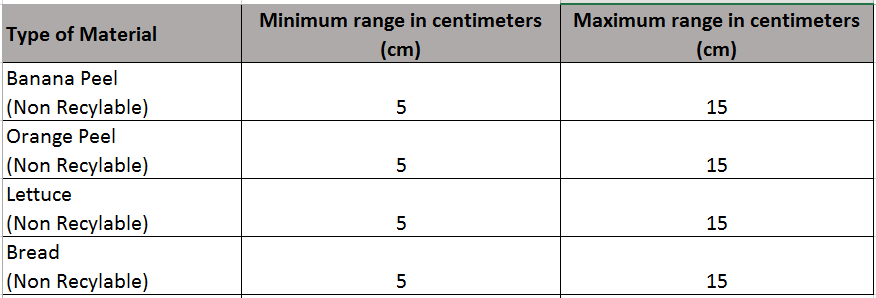 Type of Material
Minimum range in centimeters
(cm)
Maximum range in centimeters
(cm)
Banana Peel
(Non Recylable)
5
15
Orange Peel
(Non Recylable)
5
15
Lettuce
(Non Recylable)
5
15
Bread
(Non Recylable)
5
15